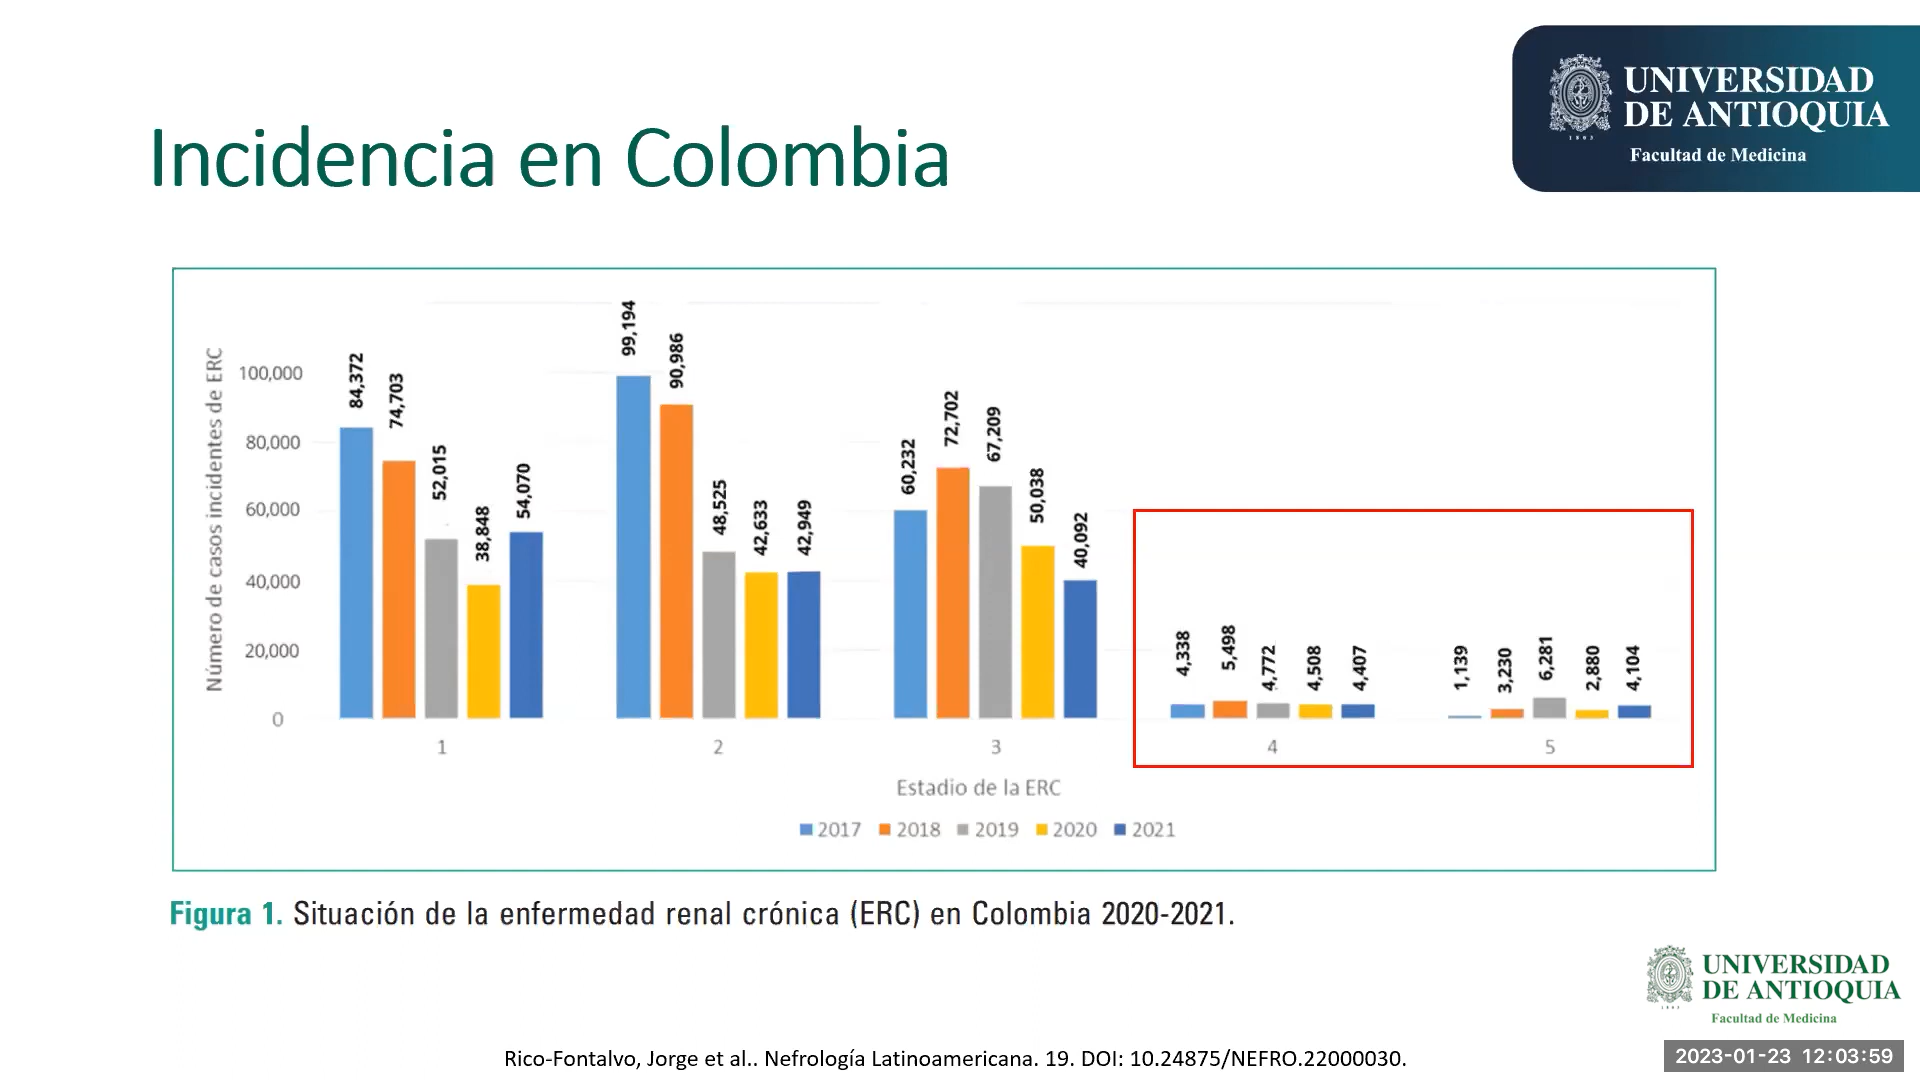 UNIVERSIDAD
DE ANTIOQUIA
1803
Facultad de Medicina
Incidencia en Colombia
Número de casos incidentes de ERC
100,000
80,000
60,000
40,000
20,000
0
84,372
74,703
52,015
38,848
54,070
99,194
90,986
48,525
42,633
42,949
60,232
72,702
67,209
50,038
40,092
4,338
5,498
4,772
4,508
4,407
1,139
3,230
6,281
2,880
4,104
1 2 3 4 5
Estadio de la ERC
2017 2018 2019 2020 2021
Figura 1. Situación de la enfermedad renal crónica (ERC) en Colombia 2020-2021.
UNIVERSIDAD
DE ANTIOQUIA
Facultad de Medicina
Rico-Fontalvo, Jorge et al.. Nefrología Latinoamericana. 19. DOI: 10.24875/NEFRO.22000030.
2023-01-23 12:03:59